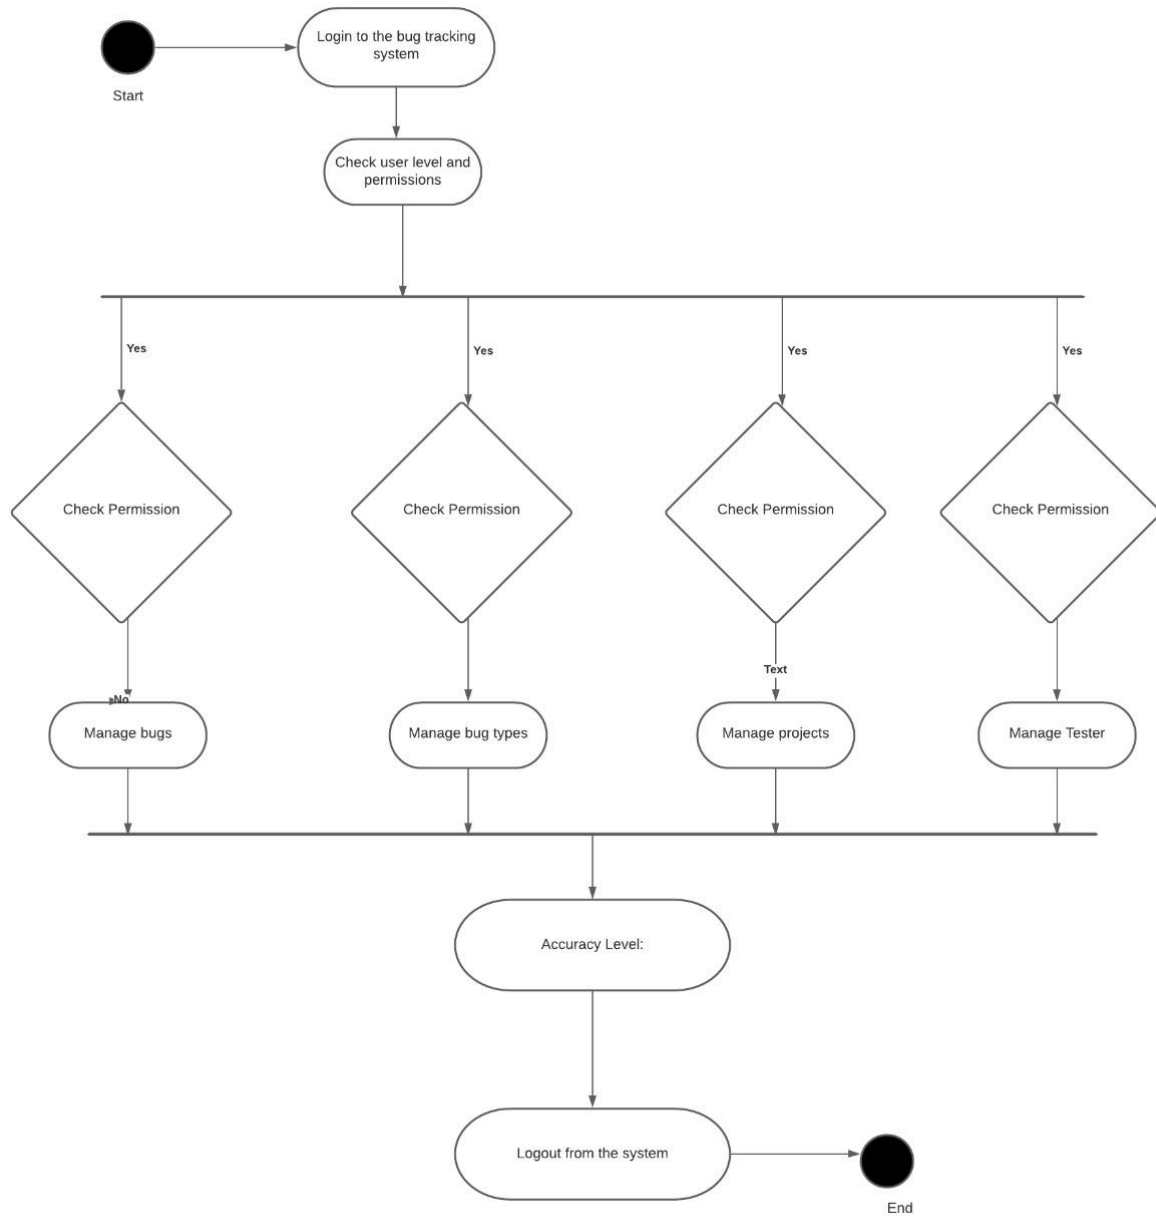 Login to the bug tracking
system
Start
Check user level and
permissions
Yes
Yes
Yes
Yes
Check Permission
Check Permission
Check Permission
Check Permission
Text
No
Manage bugs
Manage bug types
Manage projects
Manage Tester
Accuracy Level:
Logout from the system
End